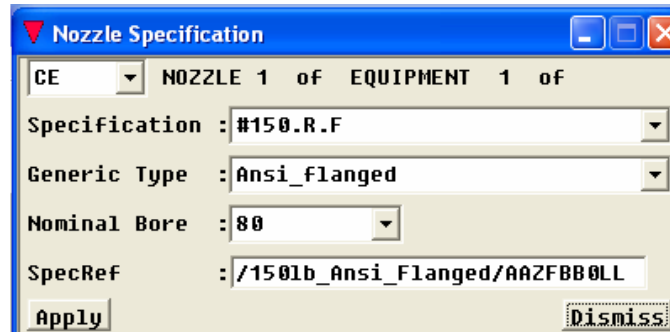 Nozzle Specification
CE NOZZLE 1 of EQUIPMENT 1 of
Specification :#150.R.F
Generic Type :Ansi_flanged
Nominal Bore :80
SpecRef :/150lb_Ansi_Flanged/AAZFBB0LL
Apply Dismiss